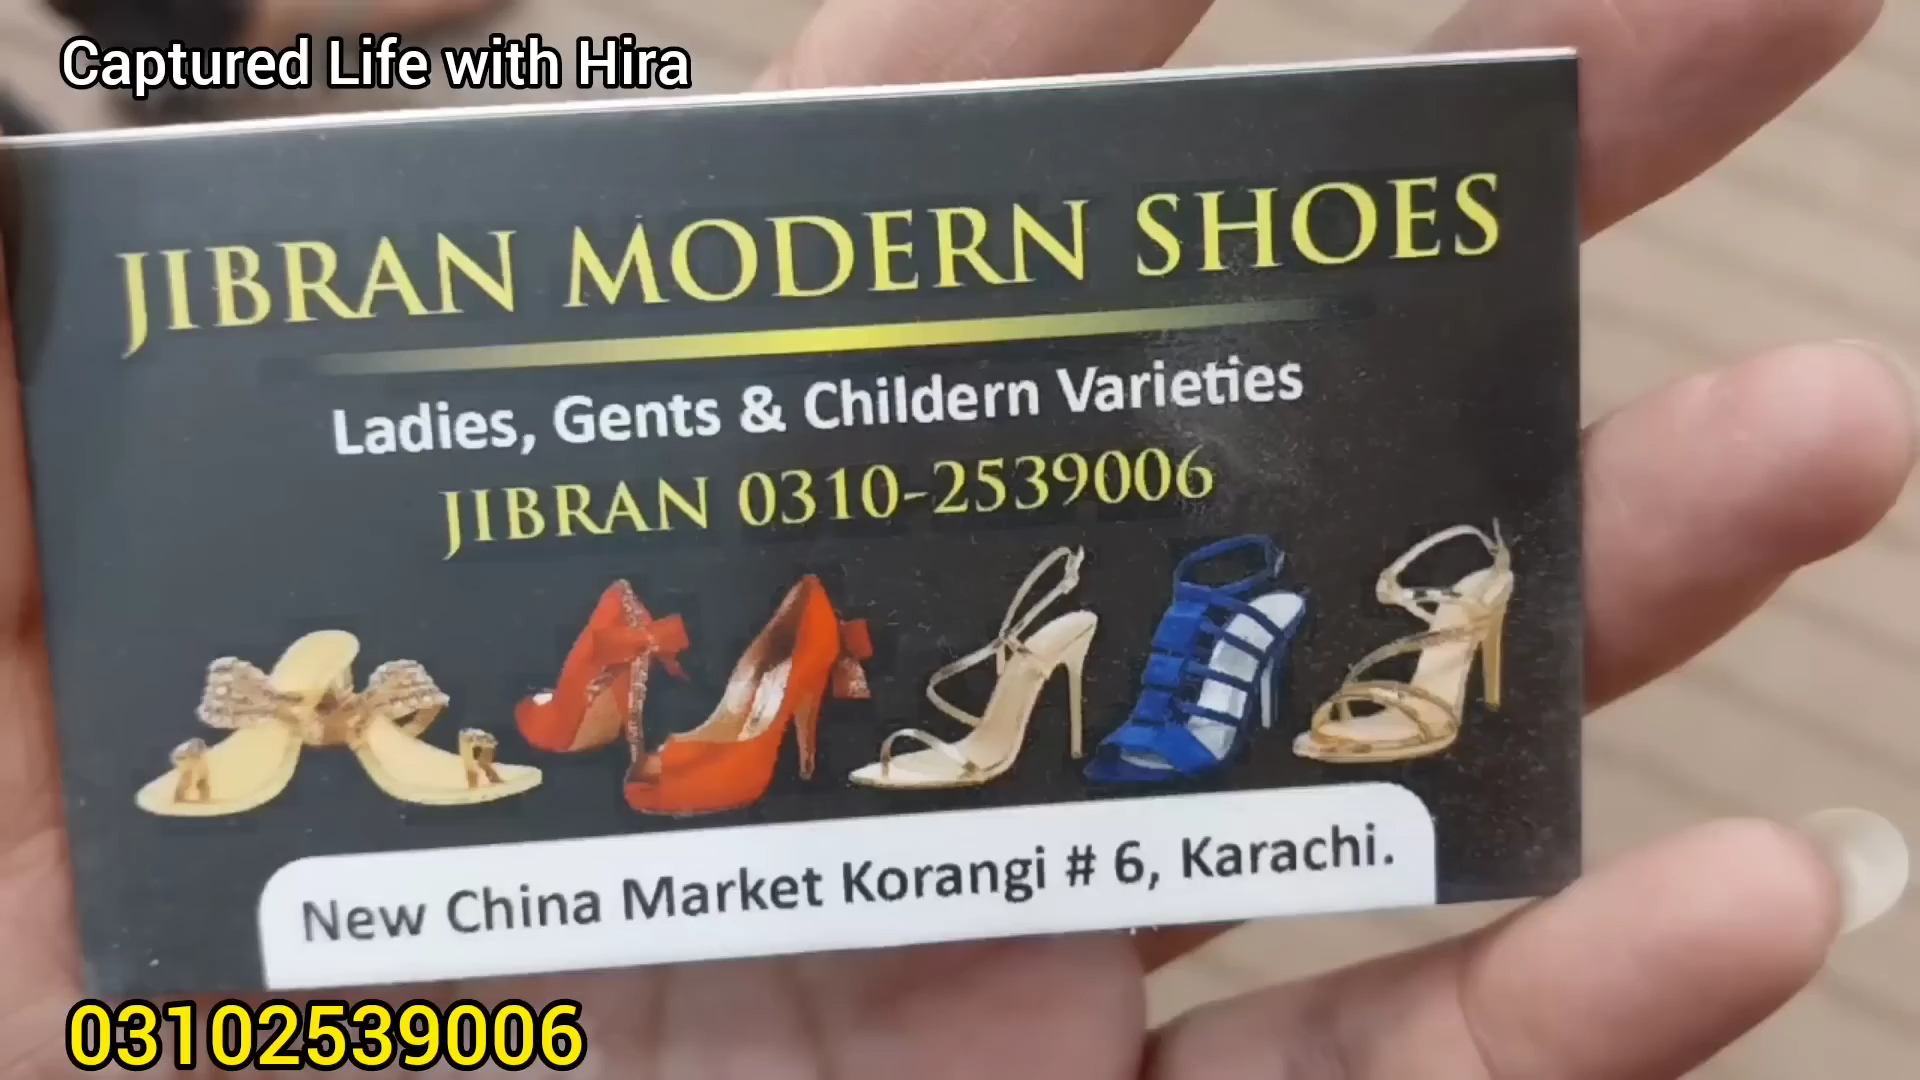 Captured Life with Hira
JIBRAN MODERN SHOES
Ladies, Gents & Childern Varieties
JIBRAN 0310-2539006
New China Market Korangi # 6, Karachi.
03102539006